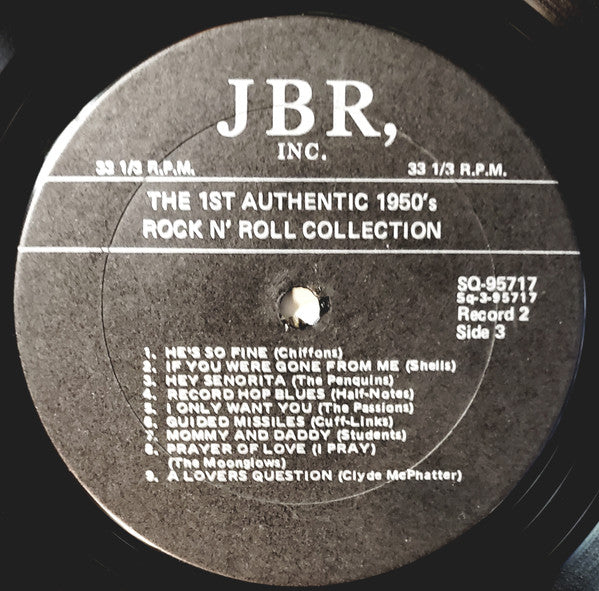 JBR,
INC.
33 1/3 R.P.M. 33 1/3 R.P.M.
THE 1ST AUTHENTIC 1950's
ROCK N' ROLL COLLECTION
SQ-95717
Sq-3-95717
Record 2
Side 3
1. HE'S SO FINE (Chiffons)
2. IF YOU WERE GONE FROM ME (Shells)
3. HEY SENORITA (The Penquins)
4. RECORD HOP BLUES (Half-Notes)
5. I ONLY WANT YOU (The Passions)
6. GUIDED MISSILES (Cuff-Links)
7. MOMMY AND DADDY (Students)
8. PRAYER OF LOVE (I PRAY)
(The Moonglows)
9. A LOVERS QUESTION (Clyde McPhatter)